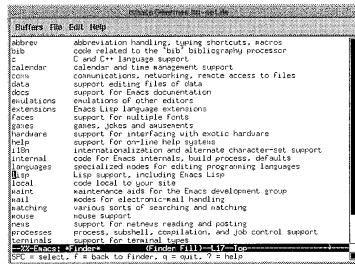 Buffers File Edit Help
abbrev abbreviation handling, typing shortcuts, macros
bib code related to the `bib' bibliography processor
c C and C++ language support
calendar calendar and time management support
comm communications, networking, remote access to files
data support editing files of data
docs support for Emacs documentation
emulations emulations of other editors
extensions Emacs Lisp language extensions
faces support for multiple fonts
games games, jokes and amusements
hardware support for interfacing with exotic hardware
help support for on-line help systems
i18n internationalization and alternate character-set support
internal code for Emacs internals, build process, defaults
languages specialized modes for editing programming languages
lisp Lisp support, including Emacs Lisp
local code local to your site
maint maintenance aids for the Emacs development group
mail modes for electronic-mail handling
matching various sorts of searching and matching
mouse mouse support
news support for netnews reading and posting
processes process, subshell, compilation, and job control support
terminals support for terminal types
--%%-Emacs: *Finder* (Finder Fill)--L17--Top
SPC = select, f = back to finder, q = quit, ? = help